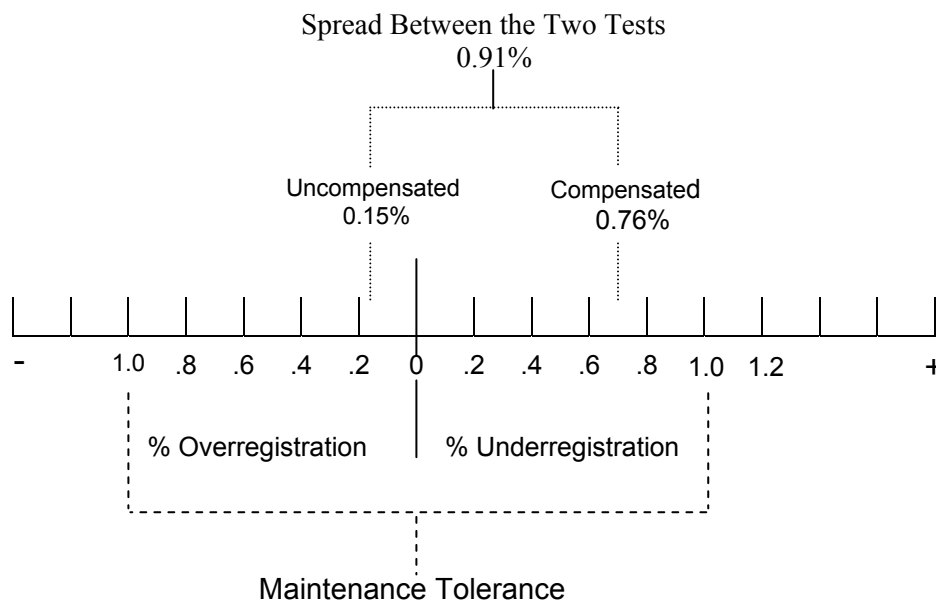 Spread Between the Two Tests
0.91%
Uncompensated
0.15%
Compensated
0.76%
- 1.0 .8 .6 .4 .2 0 .2 .4 .6 .8 1.0 1.2 +
% Overregistration % Underregistration
Maintenance Tolerance